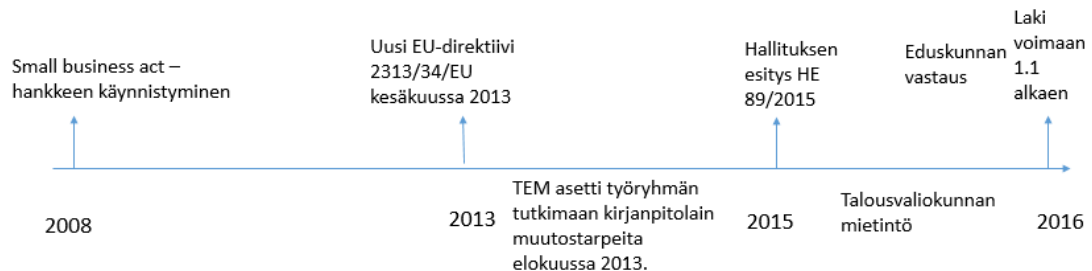 Small business act –
hankkeen käynnistyminen
Uusi EU-direktiivi
2313/34/EU
kesäkuussa 2013
Hallituksen
esitys HE
89/2015
Eduskunnan
vastaus
Laki
voimaan
1.1
alkaen
2008
2013
TEM asetti työryhmän
tutkimaan kirjanpitolain
muutostarpeita
elokuussa 2013.
2015
Talousvaliokunnan
mietintö
2016